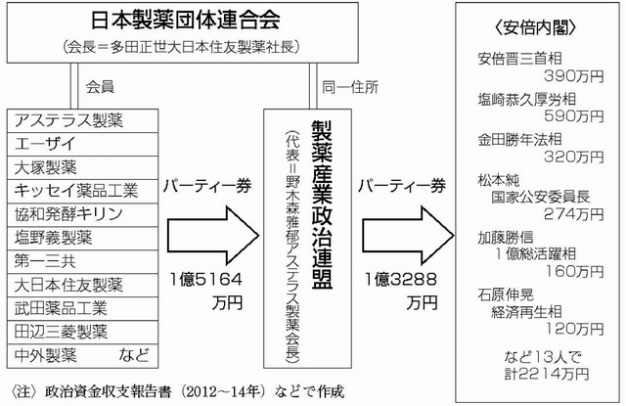 日本製薬団体連合会
（会長＝多田正世大日本住友製薬社長）
会員
同一住所
アステラス製薬
エーザイ
大塚製薬
キッセイ薬品工業
協和発酵キリン
塩野義製薬
第一三共
大日本住友製薬
武田薬品工業
田辺三菱製薬
中外製薬　など
パーティー券
1億5164
万円
製薬産業政治連盟
（代表＝野木森雅郁アステラス製薬会長）
パーティー券
1億3288
万円
〈安倍内閣〉
安倍晋三首相
390万円
塩崎恭久厚労相
590万円
金田勝年法相
320万円
松本純
国家公安委員長
274万円
加藤勝信
1億総活躍相
160万円
石原伸晃
経済再生相
120万円
など13人で
計2214万円
〈注〉政治資金収支報告書（2012〜14年）などで作成